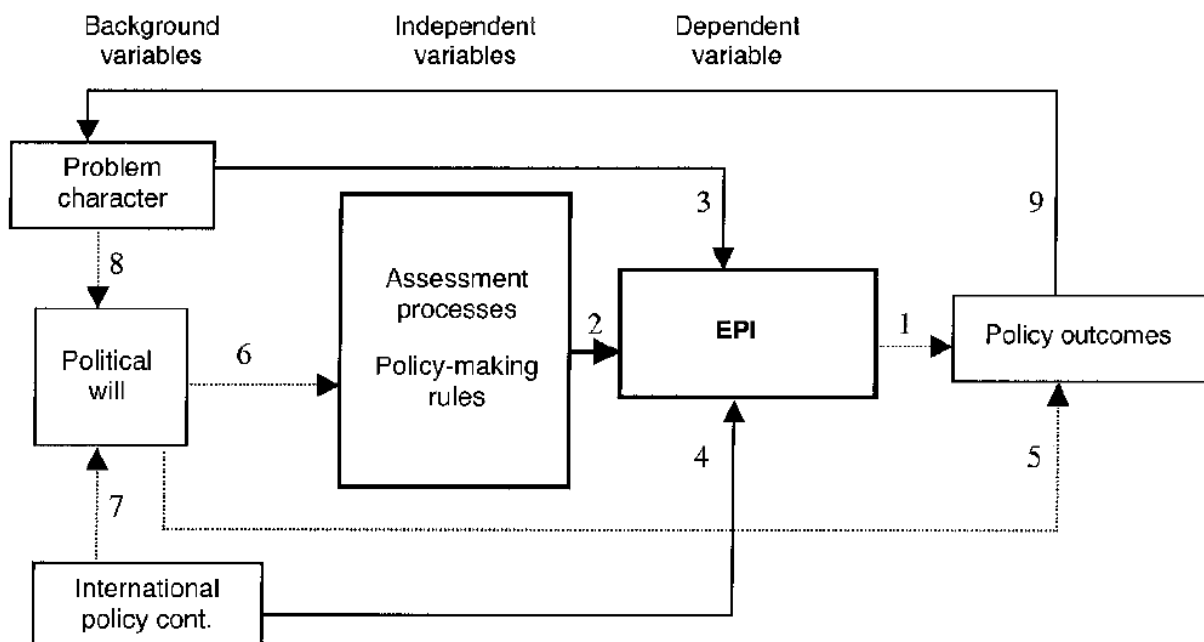 Background
variables
Independent
variables
Dependent
variable
Problem
character
3
9
8
Assessment
processes
Policy-making
rules
EPI
Political
will
6
2
1
Policy outcomes
4
5
7
International
policy cont.